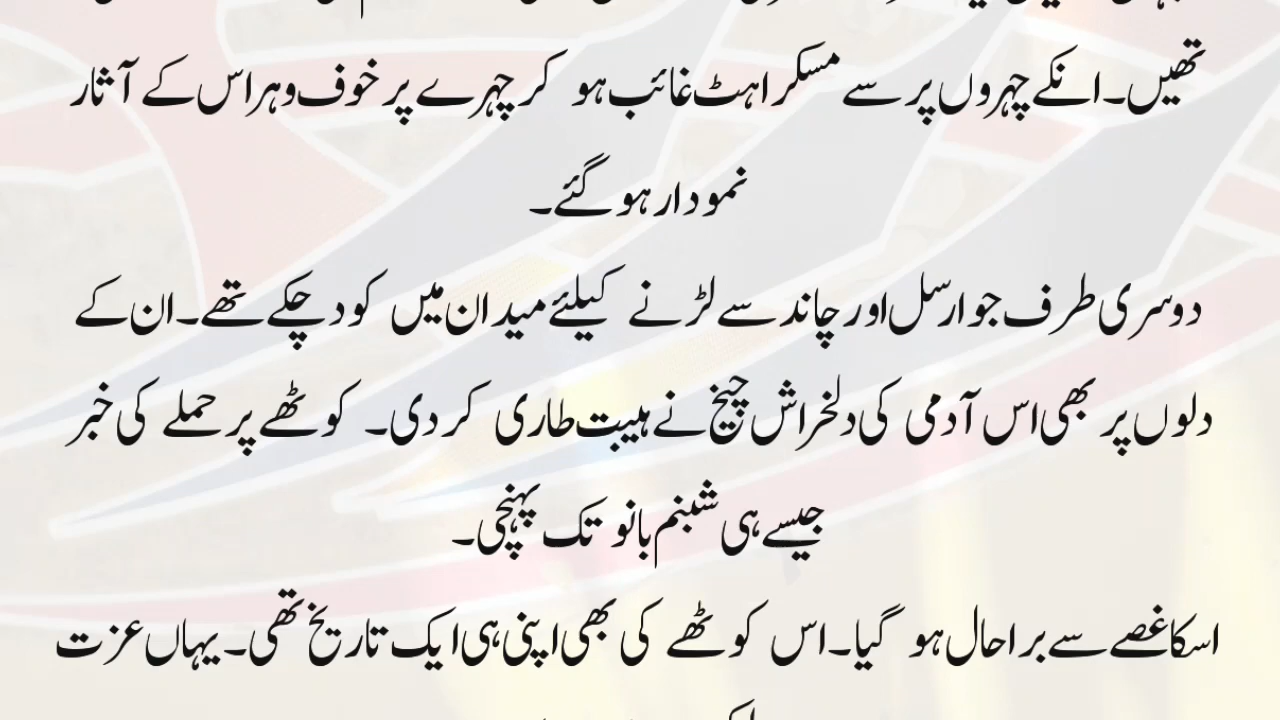 تھیں۔انکے چہروں پر سے مسکراہٹ غائب ہو کر چہرے پر خوف وہراس کے آثار
نمودار ہو گئے۔
دوسری طرف جو ارسل اور چاند سے لڑنے کیلئے میدان میں کود چکے تھے۔ان کے
دلوں پر بھی اس آدمی کی دلخراش چیخ نے ہیبت طاری کر دی۔ کوٹھے پر حملے کی خبر
جیسے ہی شبنم بانو تک پہنچی۔
اسکا غصے سے برا حال ہو گیا۔اس کوٹھے کی بھی اپنی ہی ایک تاریخ تھی۔یہاں عزت